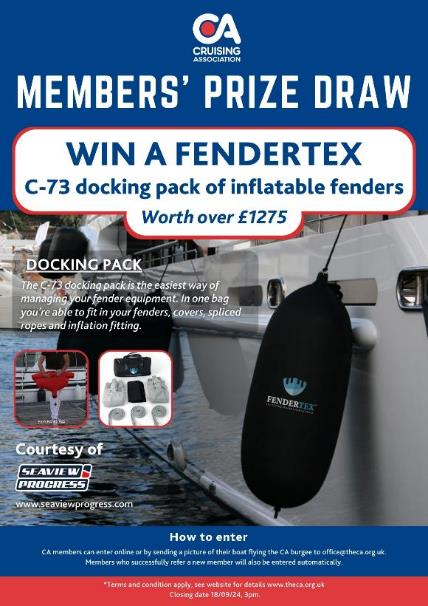 CA
CRUISING
ASSOCIATION
MEMBERS' PRIZE DRAW
WIN A FENDERTEX
C-73 docking pack of inflatable fenders
Worth over £1275
DOCKING PACK
The C-73 docking pack is the easiest way of
managing your fender equipment. In one bag
you're able to fit in your fenders, covers, spliced
ropes and inflation fitting.
FENDERTEX
Courtesy of
SEAVIEW
PROGRESS
www.seaviewprogress.com
How to enter
CA members can enter online or by sending a picture of their boat flying the CA burgee to office@theca.org.uk.
Members who successfully refer a new member will also be entered automatically.
*Terms and condition apply, see website for details www.theca.org.uk
Closing date 18/09/24, 3pm.